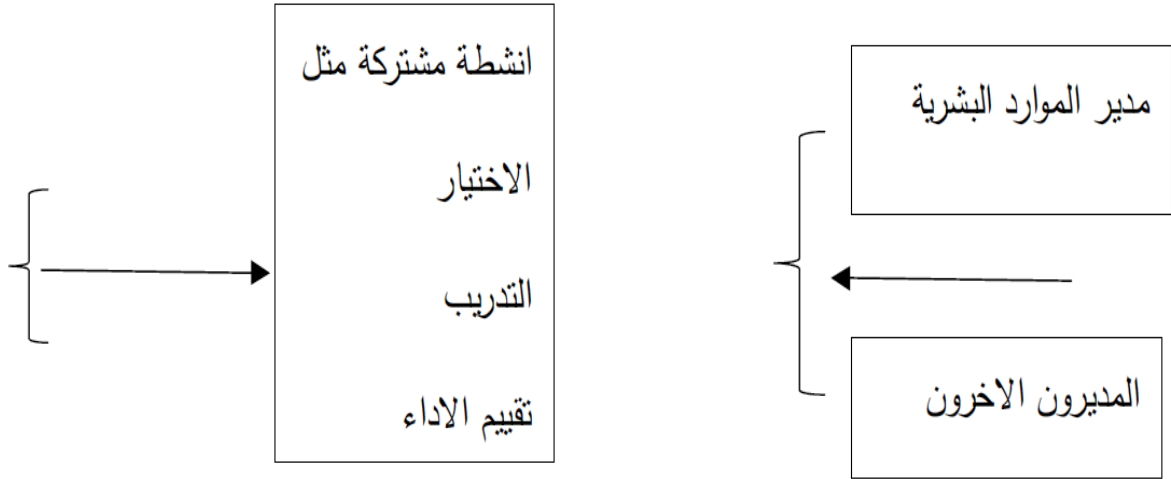 مدير الموارد البشرية
المديرون الاخرون
انشطة مشتركة مثل
الاختيار
التدريب
تقييم الاداء